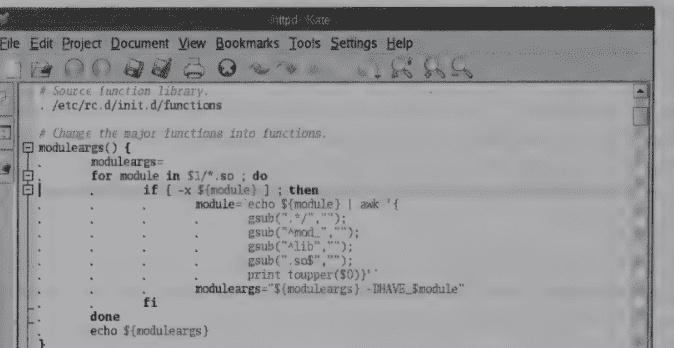 httpd - Kate
File Edit Project Document View Bookmarks Tools Settings Help
# Source function library.
. /etc/rc.d/init.d/functions
# Change the major functions into functions.
moduleargs() {
moduleargs=
for module in $1/*.so ; do
if [ -x ${module} ] ; then
module=`echo ${module} | awk '{
gsub(".*/","");
gsub("^mod_","");
gsub("^lib","");
gsub(".so$","");
print toupper($0)}'`
moduleargs="${moduleargs} -DHAVE_$module"
fi
done
echo ${moduleargs}
}